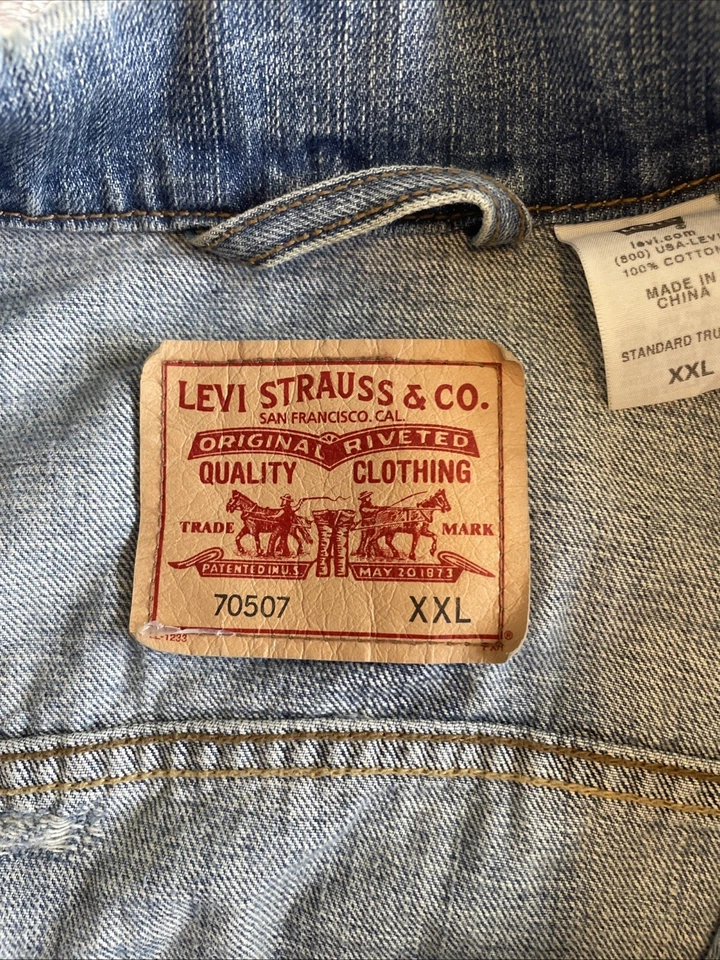 LEVI STRAUSS & CO.
SAN FRANCISCO. CAL.
ORIGINAL RIVETED
QUALITY CLOTHING
TRADE MARK
PATENTED IN U.S. MAY 20 1873
70507 XXL
®
levi.com
(800) USA-LEVI
100% COTTON
MADE IN
CHINA
STANDARD
XXL